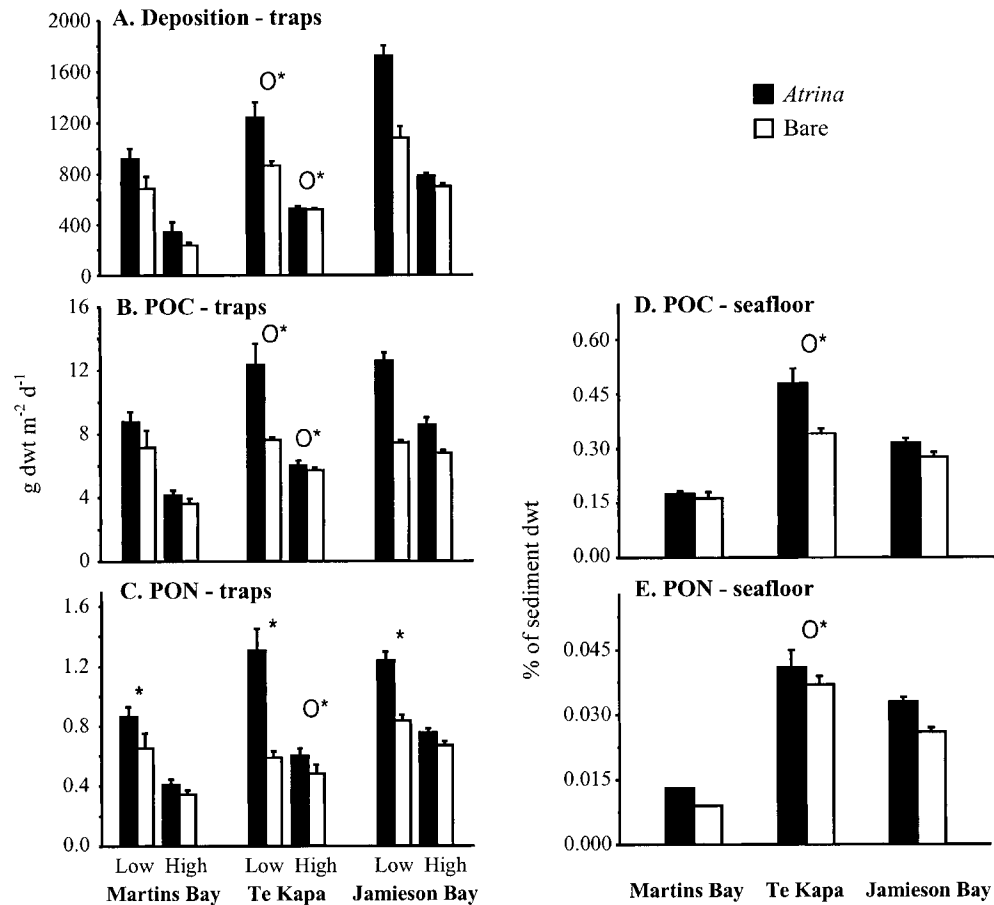 A. Deposition - traps
2000
1600
1200
800
400
0
O*
O*
Atrina
Bare
B. POC - traps
16
12
8
4
0
O*
O*
g dwt m-2 d-1
C. PON - traps
1.6
1.2
0.8
0.4
0.0
*
*
O*
*
Low High Low High Low High
Martins Bay Te Kapa Jamieson Bay
D. POC - seafloor
0.60
0.45
0.30
0.15
0.00
O*
% of sediment dwt
E. PON - seafloor
0.045
0.030
0.015
0.000
O*
Martins Bay Te Kapa Jamieson Bay